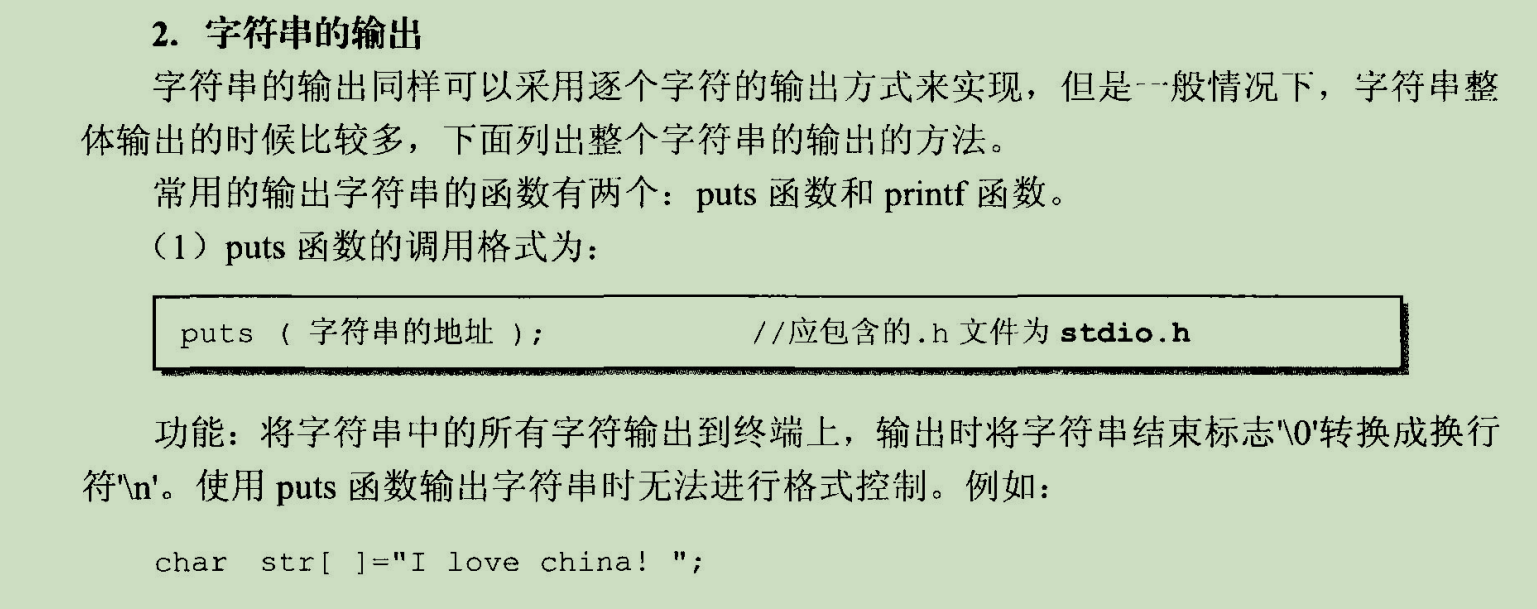 2. 字符串的输出
字符串的输出同样可以采用逐个字符的输出方式来实现，但是一般情况下，字符串整
体输出的时候比较多，下面列出整个字符串的输出的方法。
常用的输出字符串的函数有两个：puts 函数和 printf 函数。
（1）puts 函数的调用格式为：
puts ( 字符串的地址 ); //应包含的.h 文件为 stdio.h
功能：将字符串中的所有字符输出到终端上，输出时将字符串结束标志'\0'转换成换行
符'\n'。使用 puts 函数输出字符串时无法进行格式控制。例如：
char str[ ]="I love china! ";